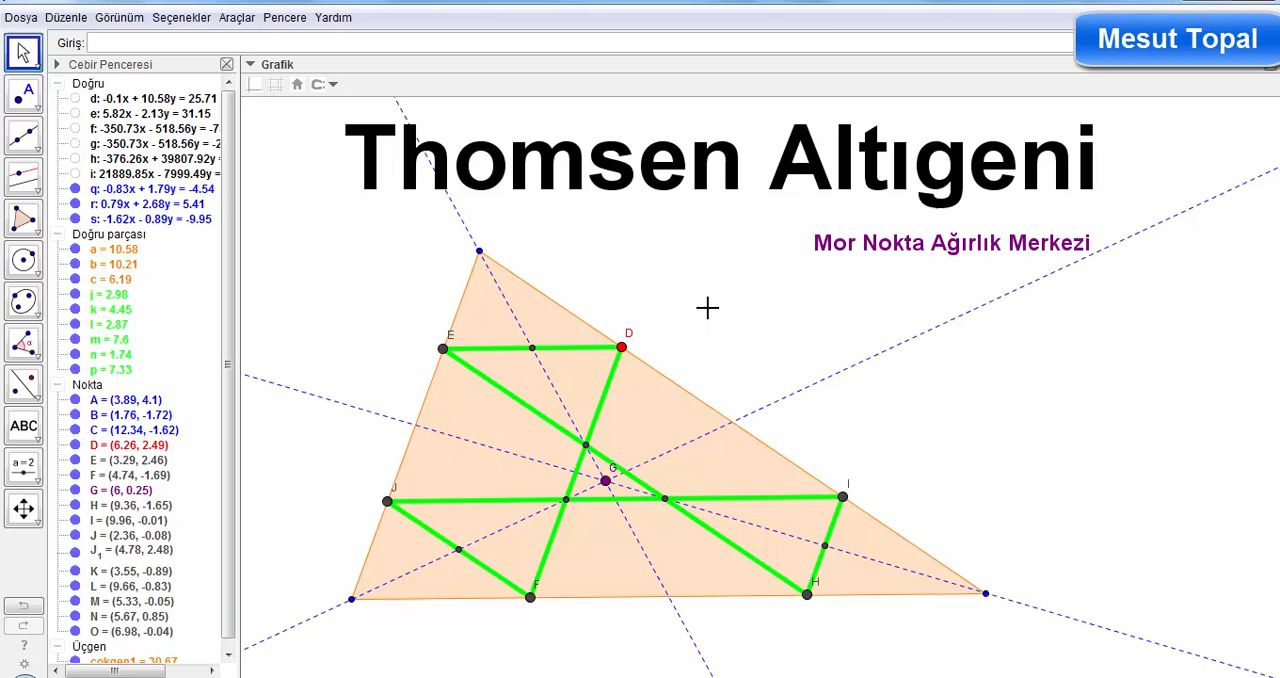 Dosya Düzenle Görünüm Seçenekler Araçlar Pencere Yardım
Mesut Topal
Giriş:
Cebir Penceresi
Grafik
Doğru
d: -0.1x + 10.58y = 25.71
e: 5.82x - 2.13y = 31.15
f: -350.73x - 518.56y = -7
g: -350.73x - 518.56y = -2
h: -376.26x + 39807.92y
i: 21889.85x - 7999.49y =
q: -0.83x + 1.79y = -4.54
r: 0.79x + 2.68y = 5.41
s: -1.62x - 0.89y = -9.95
Doğru parçası
a = 10.58
b = 10.21
c = 6.19
j = 2.98
k = 4.45
l = 2.87
m = 7.6
n = 1.74
p = 7.33
Nokta
A = (3.89, 4.1)
B = (1.76, -1.72)
C = (12.34, -1.62)
D = (6.26, 2.49)
E = (3.29, 2.46)
F = (4.74, -1.69)
G = (6, 0.25)
H = (9.36, -1.65)
I = (9.96, -0.01)
J = (2.36, -0.08)
J1 = (4.78, 2.48)
K = (3.55, -0.89)
L = (9.66, -0.83)
M = (5.33, -0.05)
N = (5.67, 0.85)
O = (6.98, -0.04)
Üçgen
cokgen1 = 30.67
A
α
ABC
a=2
?
Thomsen Altıgeni
Mor Nokta Ağırlık Merkezi
E
D
G
J
I
F
H